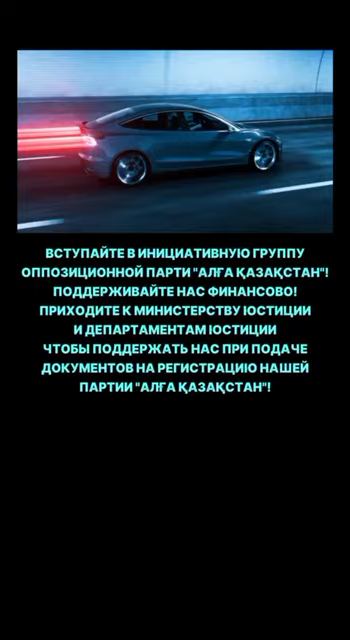 ВСТУПАЙТЕ В ИНИЦИАТИВНУЮ ГРУППУ
ОППОЗИЦИОННОЙ ПАРТИ "АЛҒА ҚАЗАҚСТАН"!
ПОДДЕРЖИВАЙТЕ НАС ФИНАНСОВО!
ПРИХОДИТЕ К МИНИСТЕРСТВУ ЮСТИЦИИ
И ДЕПАРТАМЕНТАМ ЮСТИЦИИ
ЧТОБЫ ПОДДЕРЖАТЬ НАС ПРИ ПОДАЧЕ
ДОКУМЕНТОВ НА РЕГИСТРАЦИЮ НАШЕЙ
ПАРТИИ "АЛҒА ҚАЗАҚСТАН"!